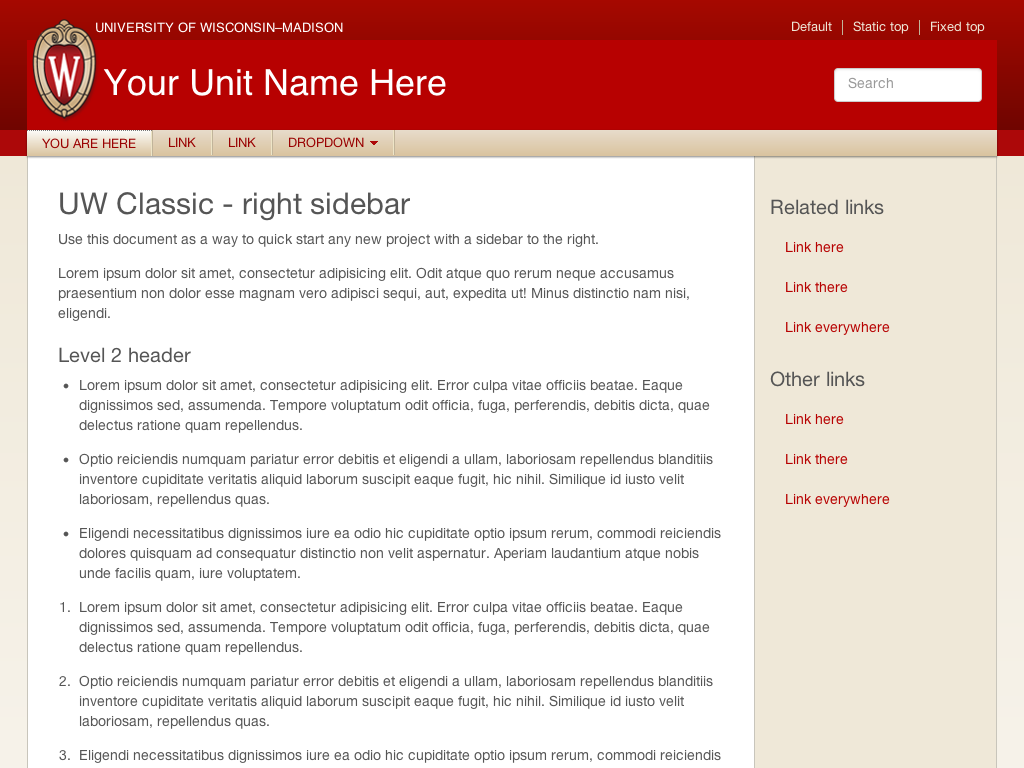 UNIVERSITY OF WISCONSIN–MADISON
Default
Static top
Fixed top
W
Your Unit Name Here
Search
YOU ARE HERE
LINK
LINK
DROPDOWN
UW Classic - right sidebar
Use this document as a way to quick start any new project with a sidebar to the right.
Lorem ipsum dolor sit amet, consectetur adipisicing elit. Odit atque quo rerum neque accusamus
praesentium non dolor esse magnam vero adipisci sequi, aut, expedita ut! Minus distinctio nam nisi,
eligendi.
Level 2 header
• Lorem ipsum dolor sit amet, consectetur adipisicing elit. Error culpa vitae officiis beatae. Eaque
dignissimos sed, assumenda. Tempore voluptatum odit officia, fuga, perferendis, debitis dicta, quae
delectus ratione quam repellendus.
• Optio reiciendis numquam pariatur error debitis et eligendi a ullam, laboriosam repellendus blanditiis
inventore cupiditate veritatis aliquid laborum suscipit eaque fugit, hic nihil. Similique id iusto velit
laboriosam, repellendus quas.
• Eligendi necessitatibus dignissimos iure ea odio hic cupiditate optio ipsum rerum, commodi reiciendis
dolores quisquam ad consequatur distinctio non velit aspernatur. Aperiam laudantium atque nobis
unde facilis quam, iure voluptatem.
1. Lorem ipsum dolor sit amet, consectetur adipisicing elit. Error culpa vitae officiis beatae. Eaque
dignissimos sed, assumenda. Tempore voluptatum odit officia, fuga, perferendis, debitis dicta, quae
delectus ratione quam repellendus.
2. Optio reiciendis numquam pariatur error debitis et eligendi a ullam, laboriosam repellendus blanditiis
inventore cupiditate veritatis aliquid laborum suscipit eaque fugit, hic nihil. Similique id iusto velit
laboriosam, repellendus quas.
3. Eligendi necessitatibus dignissimos iure ea odio hic cupiditate optio ipsum rerum, commodi reiciendis
Related links
Link here
Link there
Link everywhere
Other links
Link here
Link there
Link everywhere